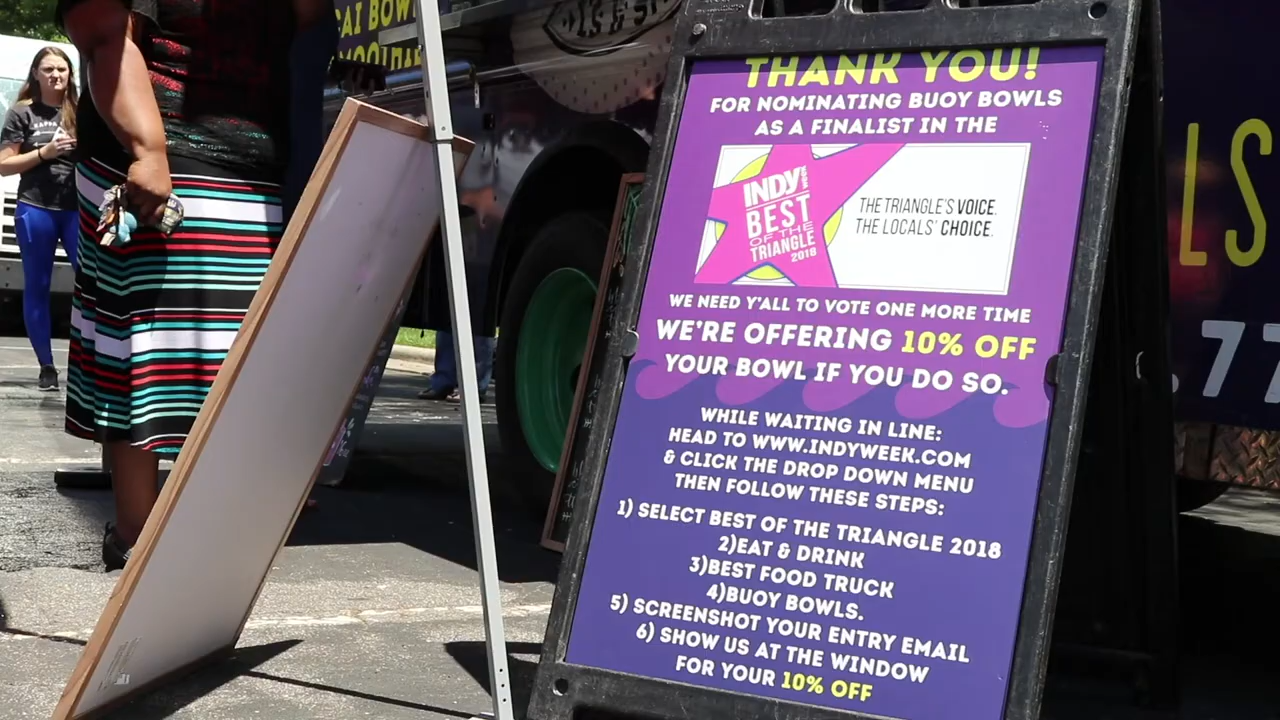 THANK YOU!
FOR NOMINATING BUOY BOWLS
AS A FINALIST IN THE
INDY WEEK
BEST
OF THE
TRIANGLE
2018
THE TRIANGLE'S VOICE.
THE LOCALS' CHOICE.
WE NEED Y'ALL TO VOTE ONE MORE TIME
WE'RE OFFERING 10% OFF
YOUR BOWL IF YOU DO SO.
WHILE WAITING IN LINE:
HEAD TO WWW.INDYWEEK.COM
& CLICK THE DROP DOWN MENU
THEN FOLLOW THESE STEPS:
1) SELECT BEST OF THE TRIANGLE 2018
2)EAT & DRINK
3)BEST FOOD TRUCK
4)BUOY BOWLS.
5) SCREENSHOT YOUR ENTRY EMAIL
6) SHOW US AT THE WINDOW
FOR YOUR 10% OFF
LS
.77